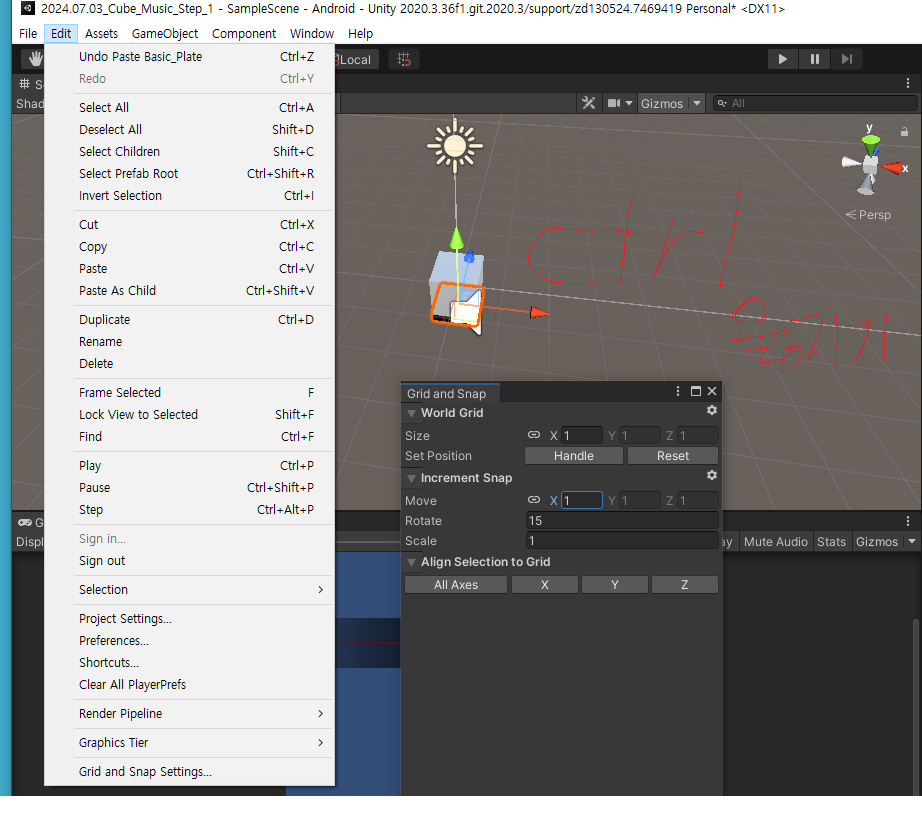 2024.07.03_Cube_Music_Step_1 - SampleScene - Android - Unity 2020.3.36f1.git.2020.3/support/zd130524.7469419 Personal* <DX11>
File Edit Assets GameObject Component Window Help
Undo Paste Basic_Plate Ctrl+Z
Redo Ctrl+Y
Select All Ctrl+A
Deselect All Shift+D
Select Children Shift+C
Select Prefab Root Ctrl+Shift+R
Invert Selection Ctrl+I
Cut Ctrl+X
Copy Ctrl+C
Paste Ctrl+V
Paste As Child Ctrl+Shift+V
Duplicate Ctrl+D
Rename
Delete
Frame Selected F
Lock View to Selected Shift+F
Find Ctrl+F
Play Ctrl+P
Pause Ctrl+Shift+P
Step Ctrl+Alt+P
Sign in...
Sign out
Selection
Project Settings...
Preferences...
Shortcuts...
Clear All PlayerPrefs
Render Pipeline
Graphics Tier
Grid and Snap Settings...
Local
Gizmos All
y
x
Persp
ctrl
Grid and Snap
World Grid
Size X 1 Y 1 Z 1
Set Position Handle Reset
Increment Snap
Move X 1 Y 1 Z 1
Rotate 15
Scale 1
Align Selection to Grid
All Axes X Y Z
Mute Audio Stats Gizmos